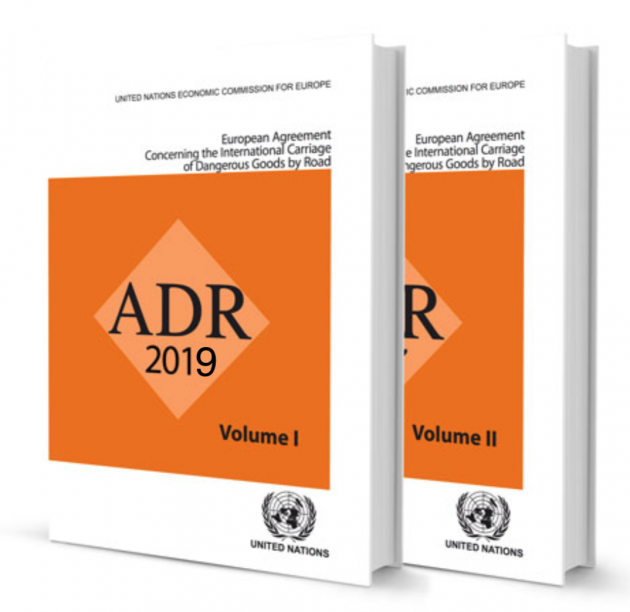 UNITED NATIONS ECONOMIC COMMISSION FOR EUROPE
European Agreement
Concerning the International Carriage
of Dangerous Goods by Road
ADR
2019
Volume I
UNITED NATIONS
IC COMMISSION FOR EUROPE
European Agreement
e International Carriage
ngerous Goods by Road
R
Volume II
UNITED NATIONS